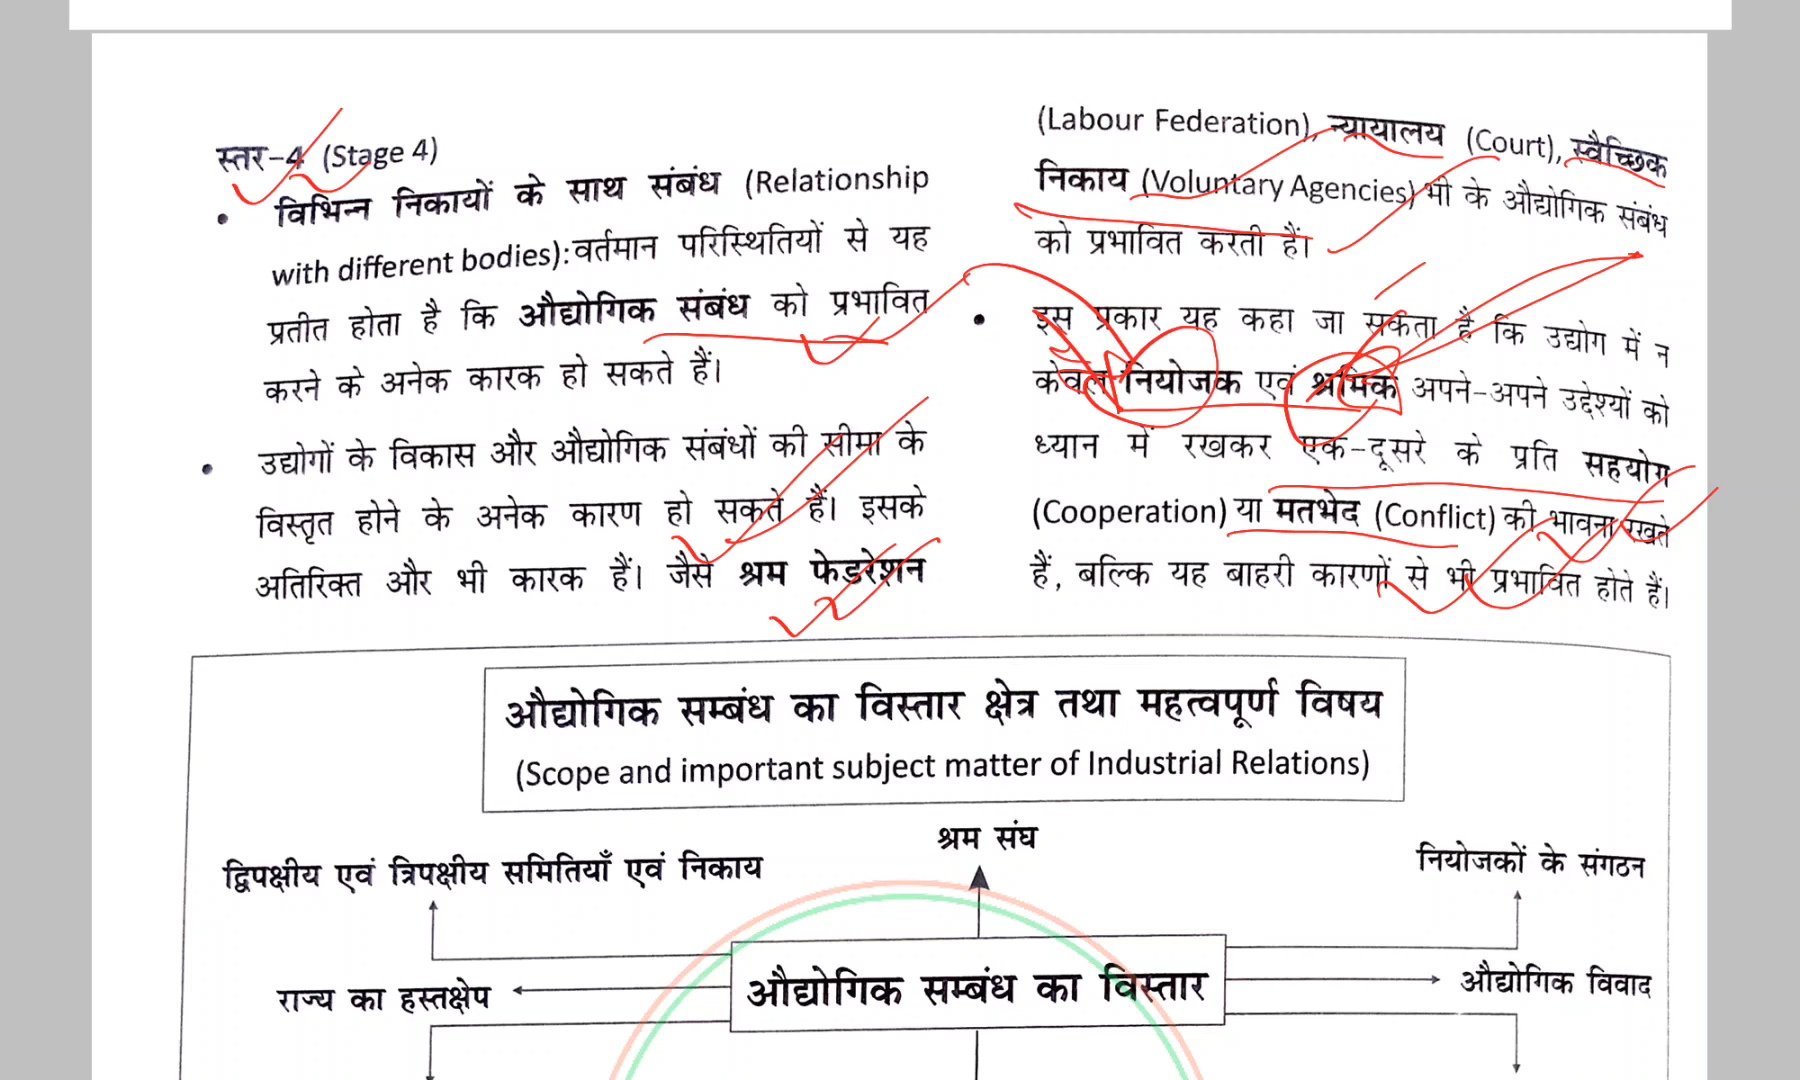 स्तर-4 (Stage 4)
• विभिन्न निकायों के साथ संबंध (Relationship
with different bodies):वर्तमान परिस्थितियों से यह
प्रतीत होता है कि औद्योगिक संबंध को प्रभावित
करने के अनेक कारक हो सकते हैं।
• उद्योगों के विकास और औद्योगिक संबंधों की सीमा के
विस्तृत होने के अनेक कारण हो सकते हैं। इसके
अतिरिक्त और भी कारक हैं। जैसे श्रम फेडरेशन
(Labour Federation), न्यायालय (Court), स्वैच्छिक
निकाय (Voluntary Agencies) भी के औद्योगिक संबंध
को प्रभावित करती हैं।
• इस प्रकार यह कहा जा सकता है कि उद्योग में न
केवल नियोजक एवं श्रमिक अपने-अपने उद्देश्यों को
ध्यान में रखकर एक-दूसरे के प्रति सहयोग
(Cooperation) या मतभेद (Conflict) की भावना रखते
हैं, बल्कि यह बाहरी कारणों से भी प्रभावित होते हैं।
औद्योगिक सम्बंध का विस्तार क्षेत्र तथा महत्वपूर्ण विषय
(Scope and important subject matter of Industrial Relations)
श्रम संघ
द्विपक्षीय एवं त्रिपक्षीय समितियाँ एवं निकाय
नियोजकों के संगठन
राज्य का हस्तक्षेप
औद्योगिक सम्बंध का विस्तार
औद्योगिक विवाद